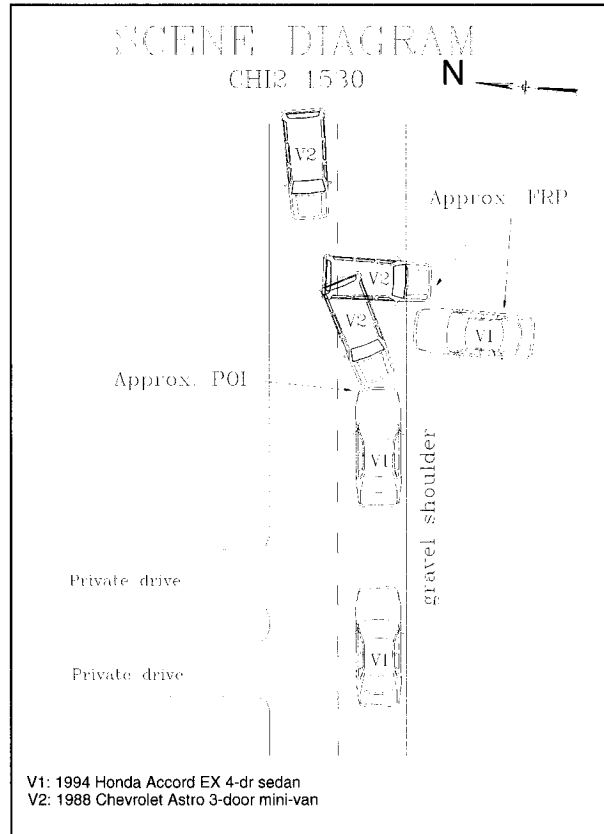 SCENE DIAGRAM
CHI2 1530
N
V2
Approx. FRP
V2
V2
V1
Approx. POI
V1
gravel shoulder
Private drive
V1
Private drive
V1: 1994 Honda Accord EX 4-dr sedan
V2: 1988 Chevrolet Astro 3-door mini-van